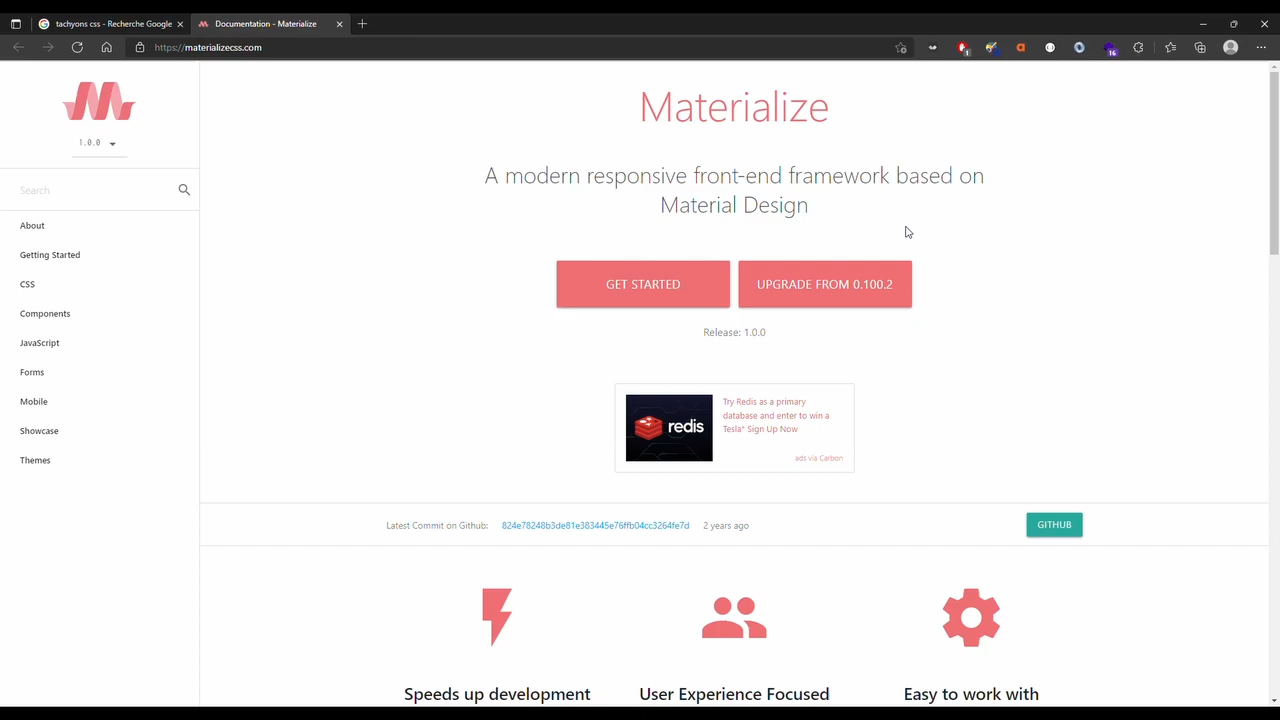 tachyons css - Recherche Google
Documentation - Materialize
https://materializecss.com
1
16
1.0.0
Search
About
Getting Started
CSS
Components
JavaScript
Forms
Mobile
Showcase
Themes
Materialize
A modern responsive front-end framework based on
Material Design
GET STARTED
UPGRADE FROM 0.100.2
Release: 1.0.0
redis
Try Redis as a primary
database and enter to win a
Tesla* Sign Up Now
ads via Carbon
Latest Commit on Github: 824e78248b3de81e383445e76ffb04cc3264fe7d 2 years ago
GITHUB
Speeds up development
User Experience Focused
Easy to work with